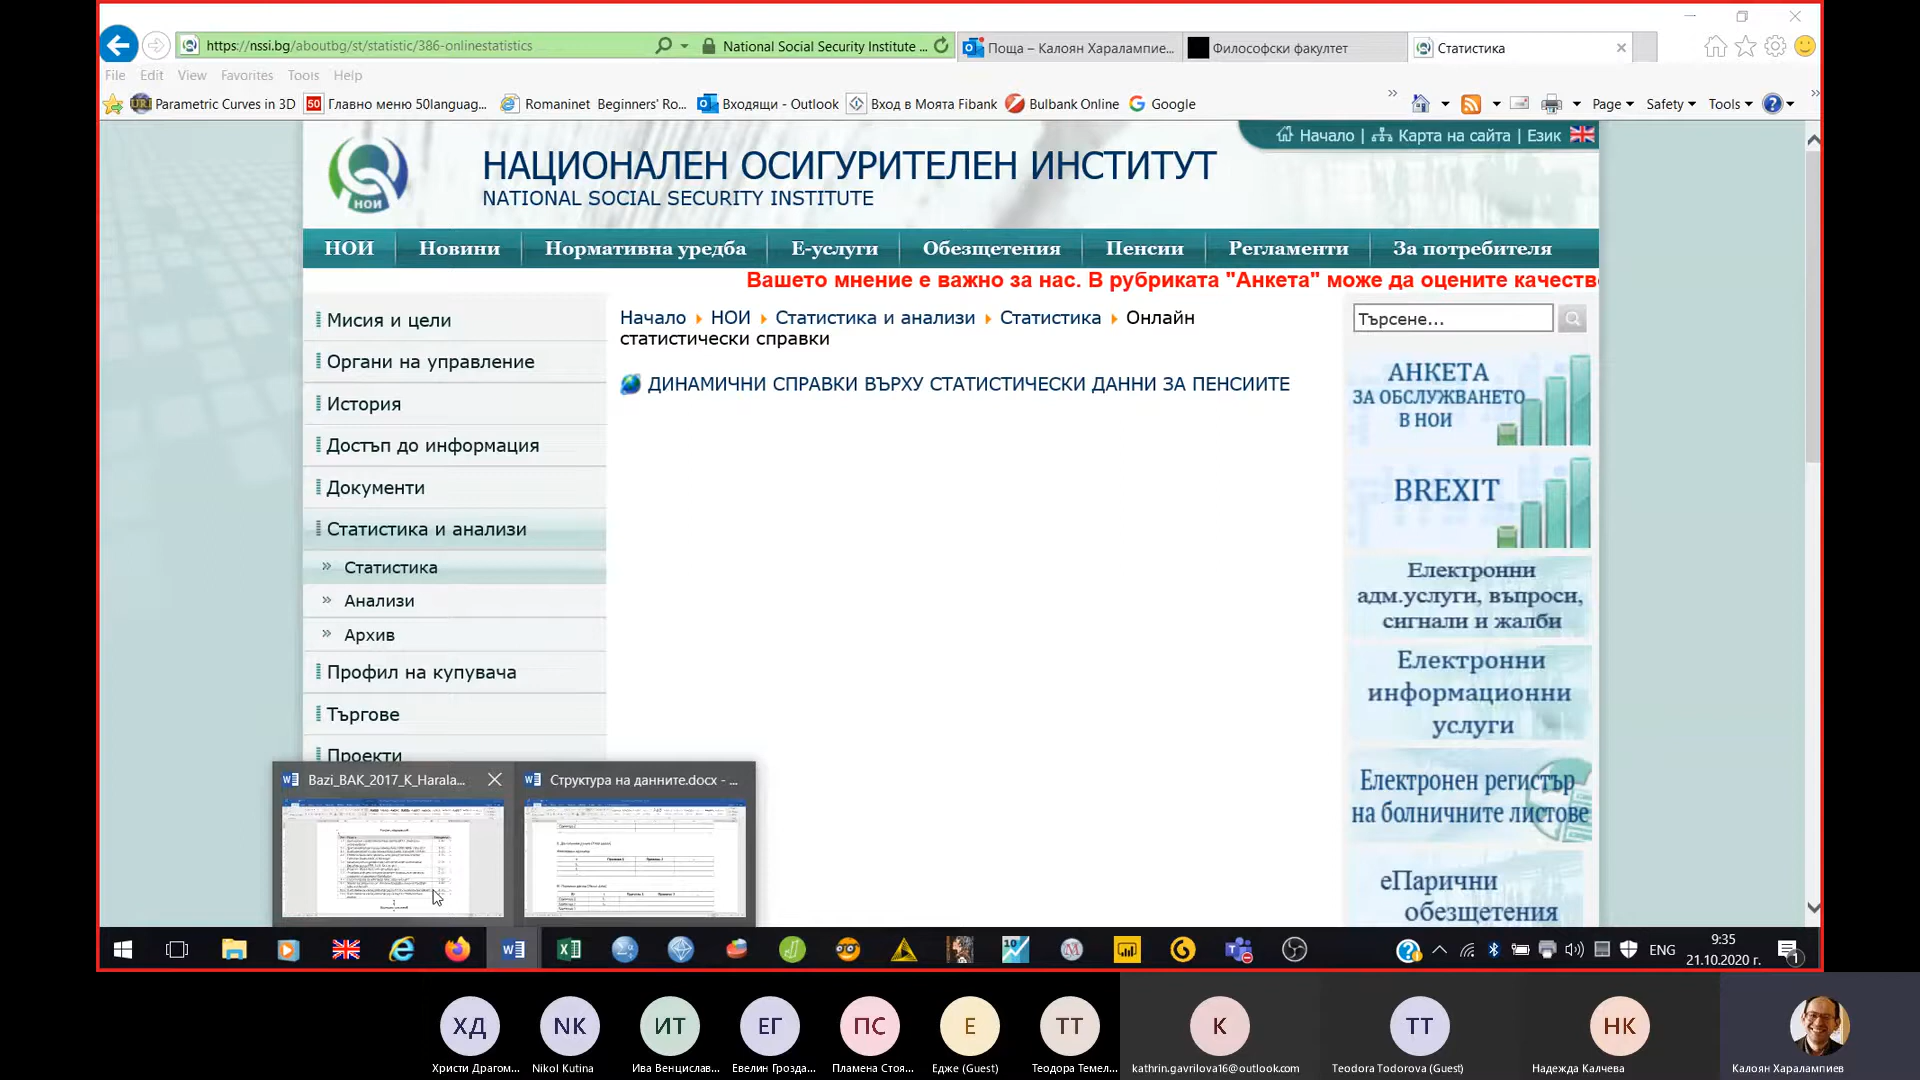 https://nssi.bg/aboutbg/st/statistic/386-onlinestatistics
National Social Security Institute ...
Поща – Калоян Харалампие...
Философски факултет
Статистика
File Edit View Favorites Tools Help
Parametric Curves in 3D
Главно меню 50languag...
Romaninet Beginners' Ro...
Входящи - Outlook
Вход в Моята Fibank
Bulbank Online
Google
Page
Safety
Tools
Начало | Карта на сайта | Език
НАЦИОНАЛЕН ОСИГУРИТЕЛЕН ИНСТИТУТ
NATIONAL SOCIAL SECURITY INSTITUTE
НОИ
НОИ Новини Нормативна уредба Е-услуги Обезщетения Пенсии Регламенти За потребителя
Вашето мнение е важно за нас. В рубриката "Анкета" може да оцените качеств
Мисия и цели
Органи на управление
История
Достъп до информация
Документи
Статистика и анализи
Статистика
Анализи
Архив
Профил на купувача
Търгове
Проекти
Начало НОИ Статистика и анализи Статистика Онлайн
статистически справки
ДИНАМИЧНИ СПРАВКИ ВЪРХУ СТАТИСТИЧЕСКИ ДАННИ ЗА ПЕНСИИТЕ
Търсене...
АНКЕТА
ЗА ОБСЛУЖВАНЕТО
В НОИ
BREXIT
Електронни
адм.услуги, въпроси,
сигнали и жалби
Електронни
информационни
услуги
Електронен регистър
на болничните листове
еПарични
обезщетения
Bazi_BAK_2017_K_Harala...
Структура на данните.docx - ...
ENG
9:35
21.10.2020 г.
1
ХД NK ИТ ЕГ ПС Е ТТ K TT НК
Христи Драгом...
Nikol Kutina
Ива Венцислав...
Евелин Грозда...
Пламена Стоя...
Едже (Guest)
Теодора Темел...
kathrin.gavrilova16@outlook.com
Teodora Todorova (Guest)
Надежда Калчева
Калоян Харалампиев